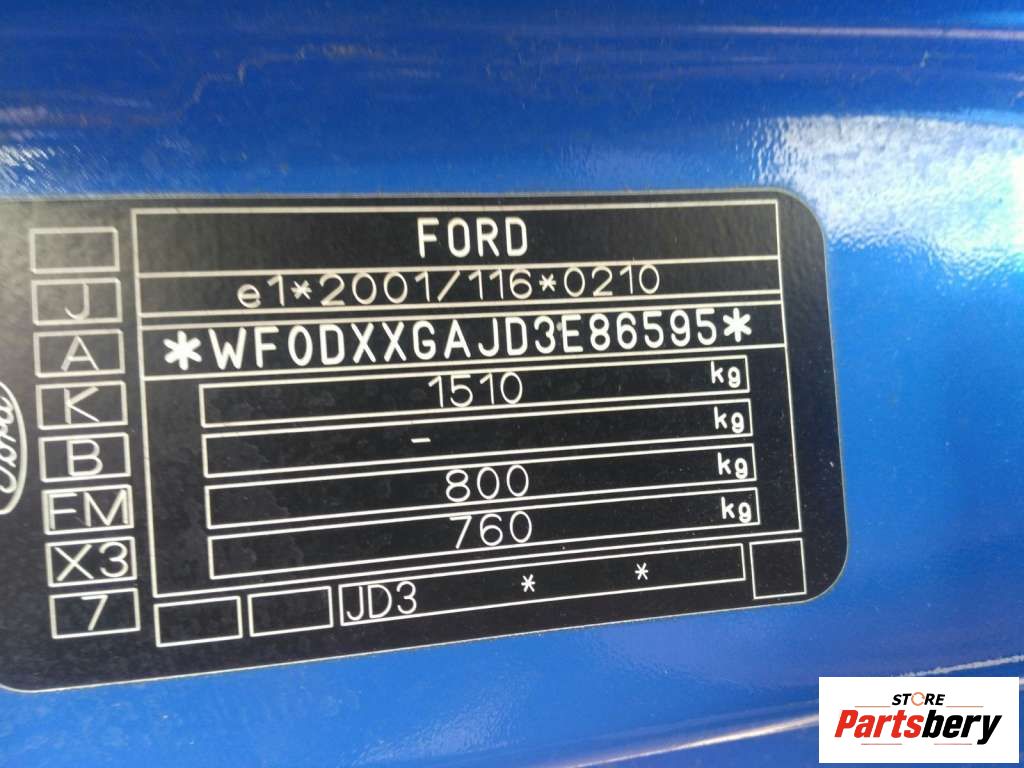 FORD
e1*2001/116*0210
*WF0DXXGAJD3E86595*
1510 kg
- kg
800 kg
760 kg
JD3 * *
J
A
K
B
FM
X3
7
Ford
STORE
Partsbery